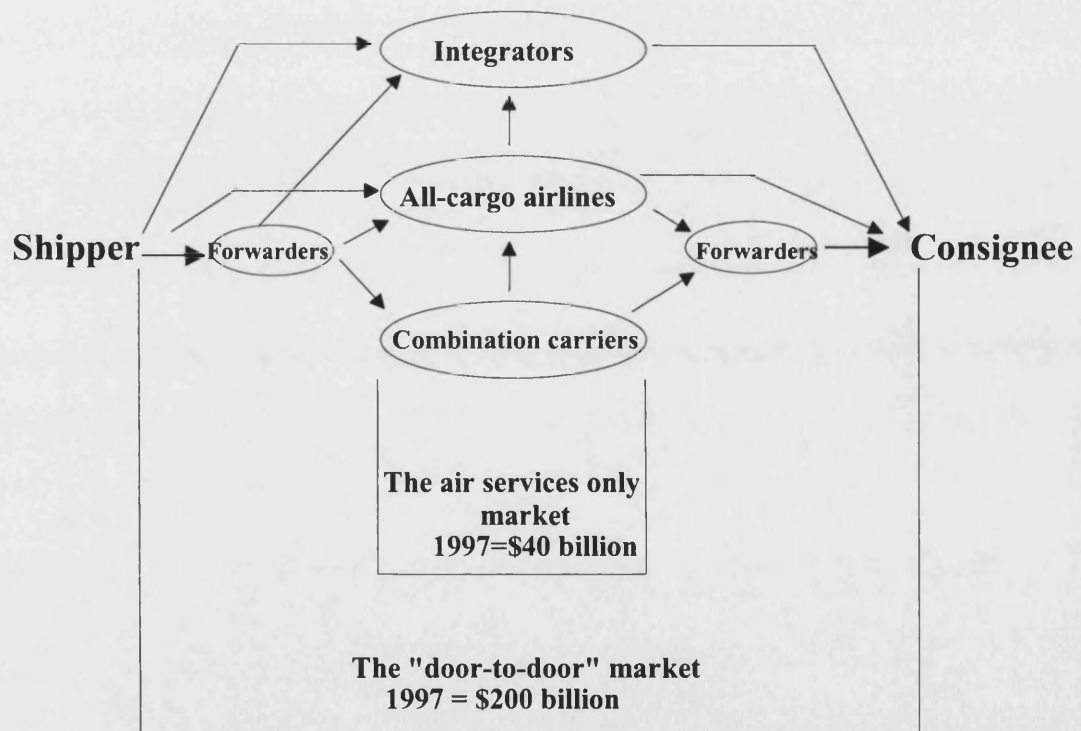 Integrators
All-cargo airlines
Shipper
Forwarders
Forwarders
Consignee
Combination carriers
The air services only
market
1997=$40 billion
The "door-to-door" market
1997 = $200 billion